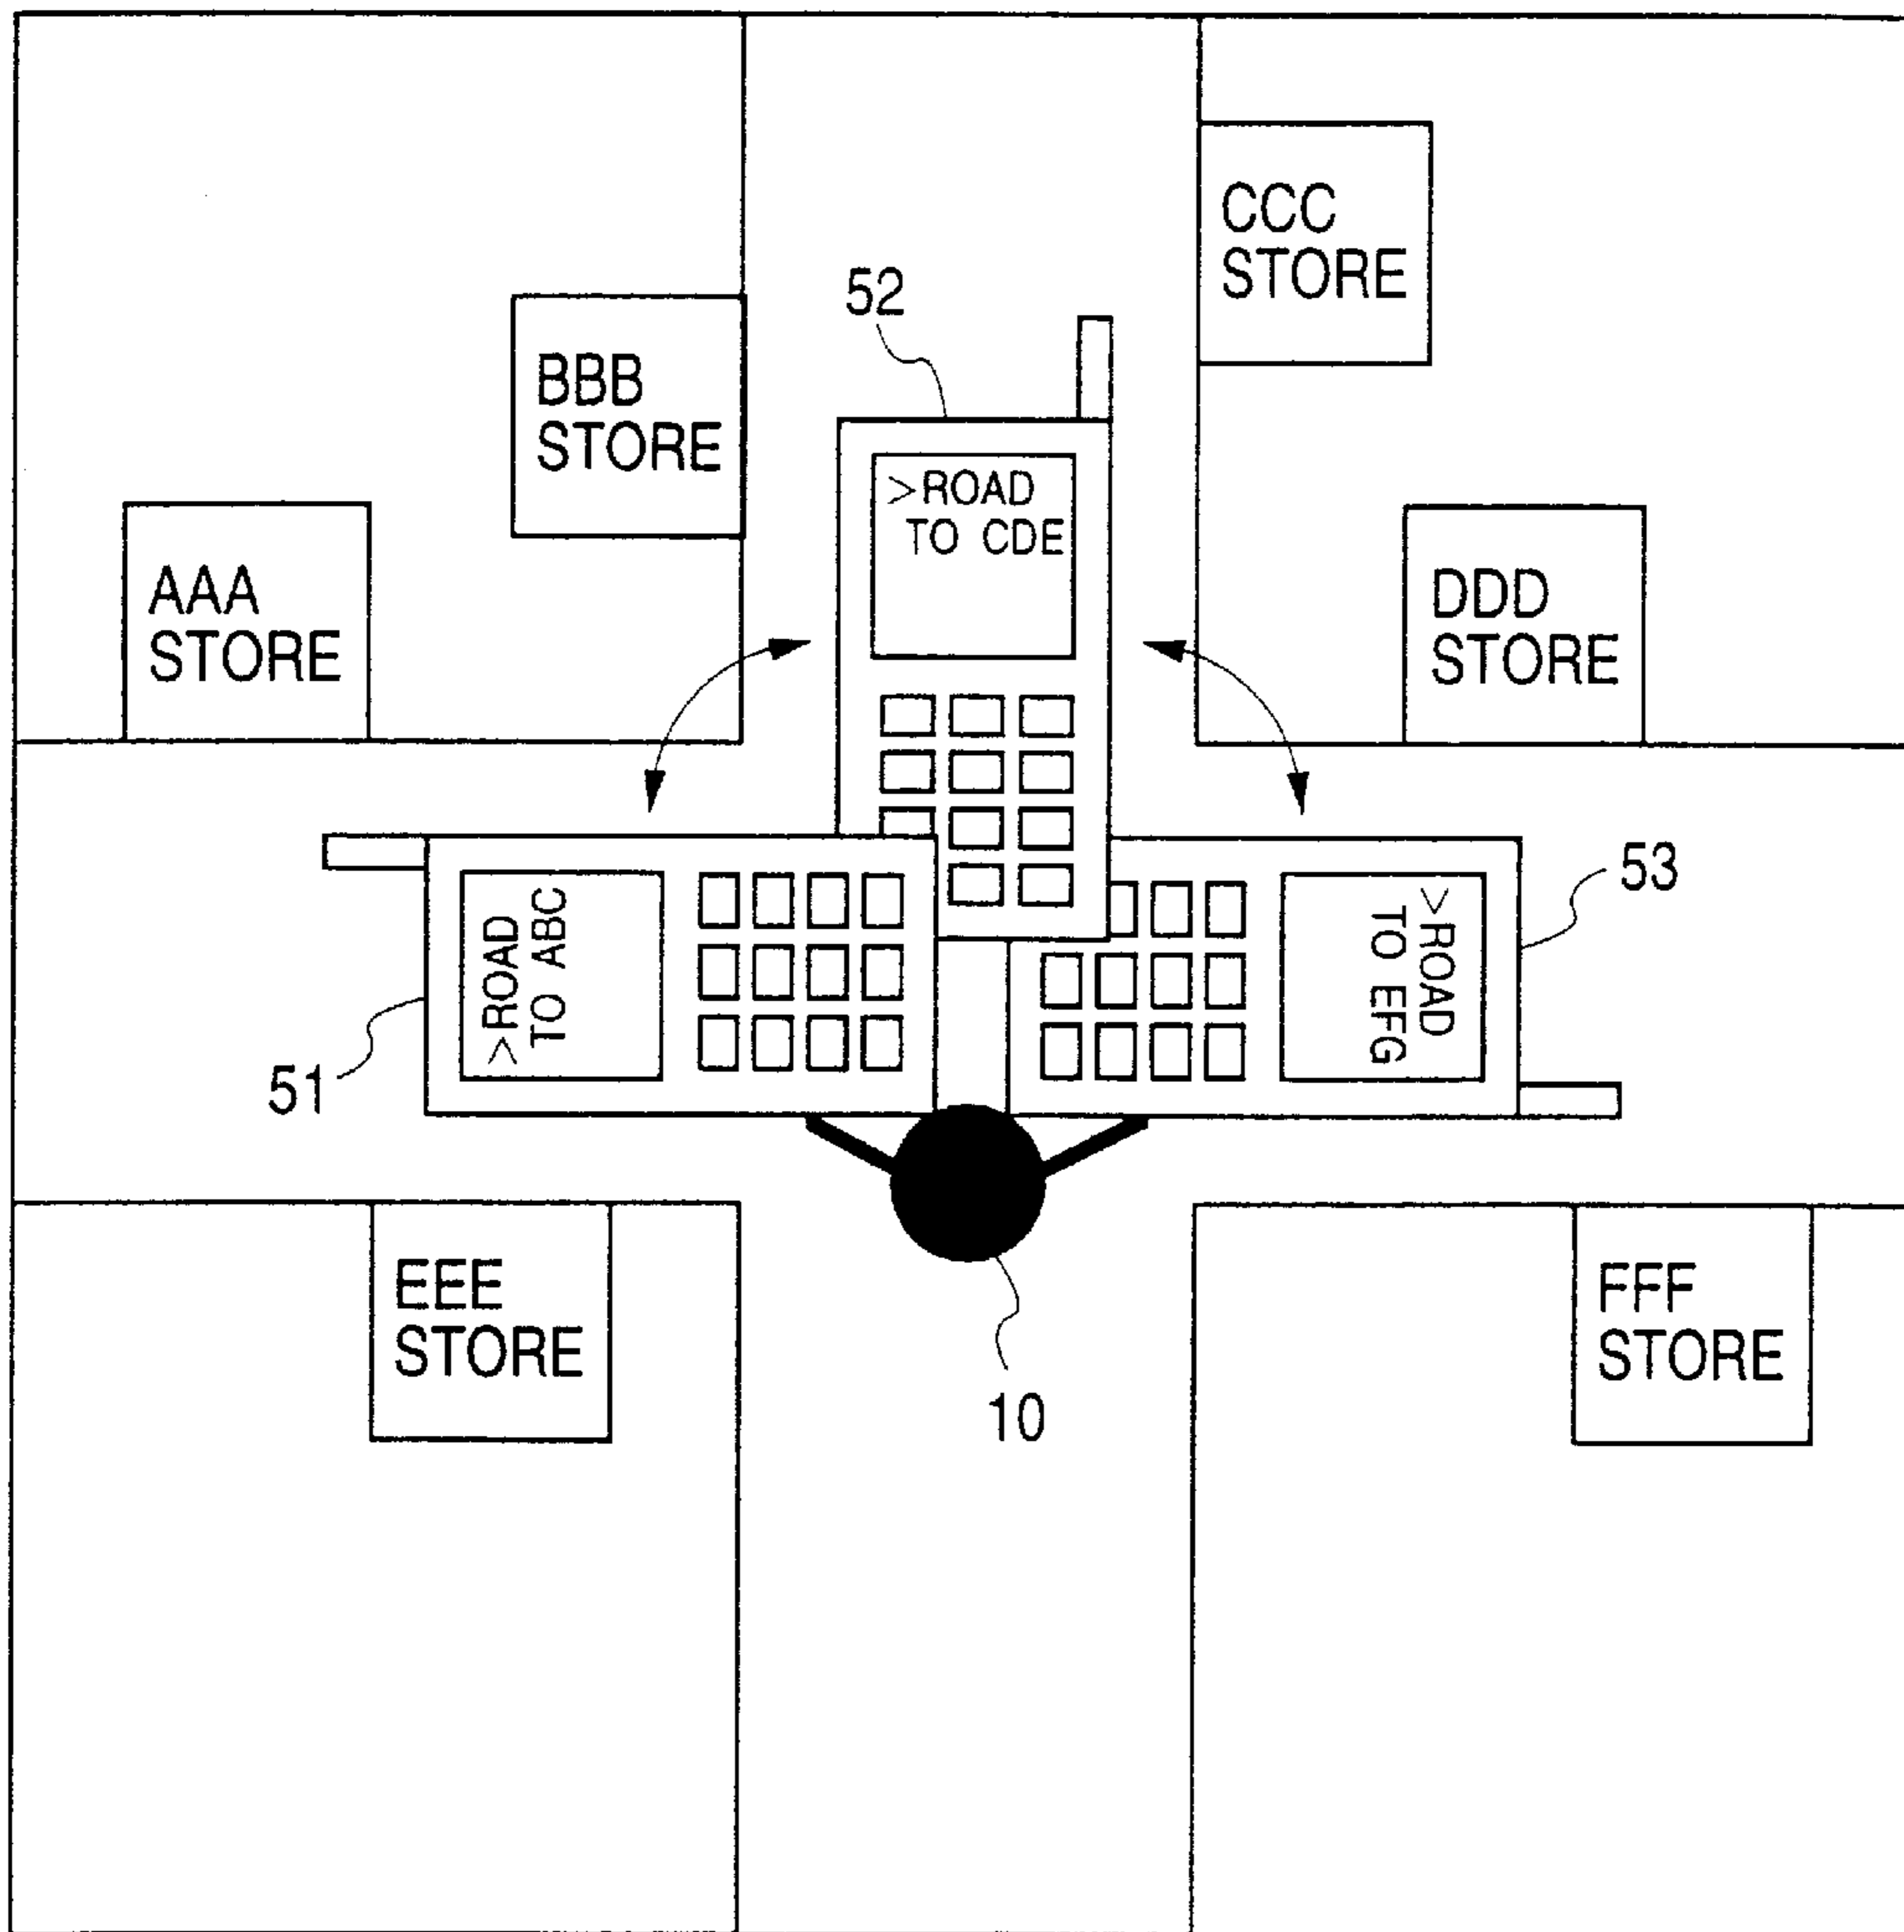 CCC
STORE
52
BBB
STORE
>ROAD
TO CDE
AAA
STORE
DDD
STORE
53
>ROAD
TO ABC
>ROAD
TO EFG
51
EEE
STORE
FFF
STORE
10